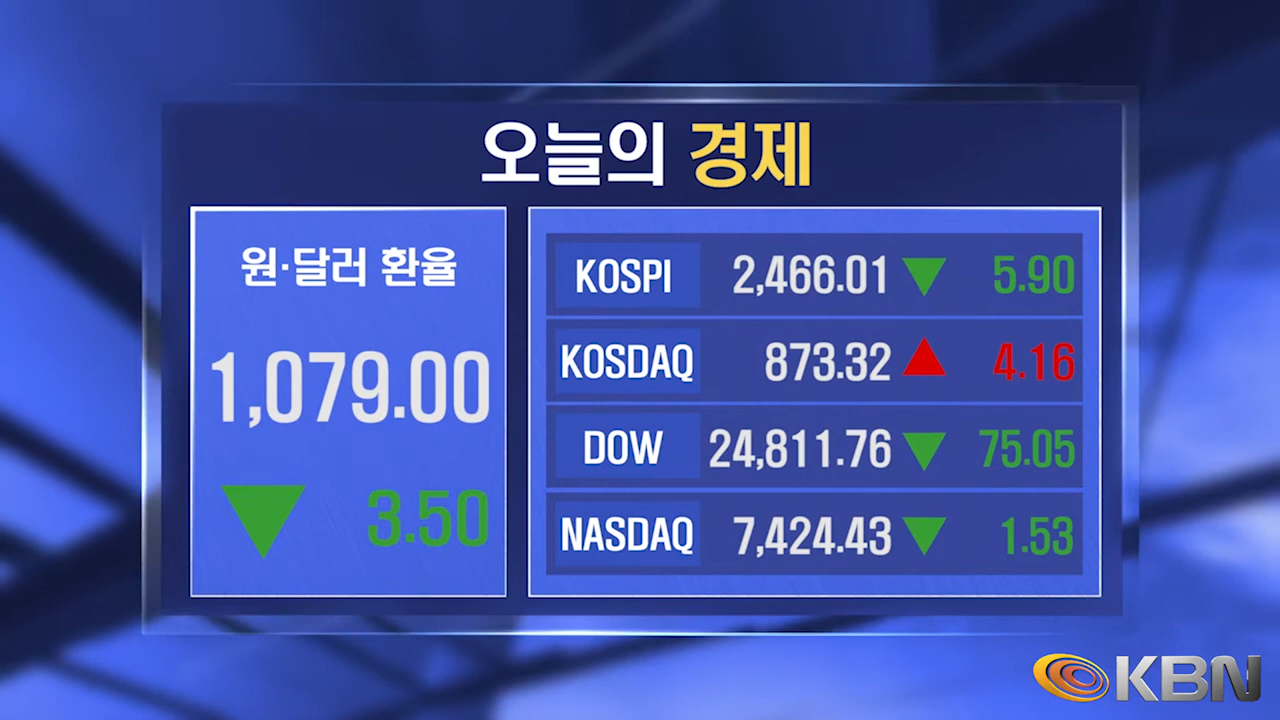 오늘의 경제
원·달러 환율
1,079.00
▼ 3.50
KOSPI 2,466.01 ▼ 5.90
KOSDAQ 873.32 ▲ 4.16
DOW 24,811.76 ▼ 75.05
NASDAQ 7,424.43 ▼ 1.53
KBN